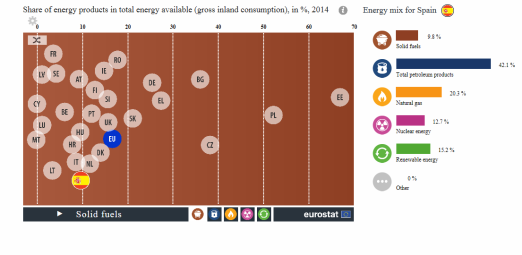 Share of energy products in total energy available (gross inland consumption), in %, 2014
Energy mix for Spain
0 10 20 30 40 50 60 70
FR
RO
LV SE AT IE
DE BG
FI
SI EL EE
CY
BE PT UK SK PL
LU
HU
MT HR EU CZ
DK
IT NL
LT
Solid fuels
eurostat
9.8 %
Solid fuels
42.1 %
Total petroleum products
20.3 %
Natural gas
12.7 %
Nuclear energy
15.2 %
Renewable energy
0 %
Other